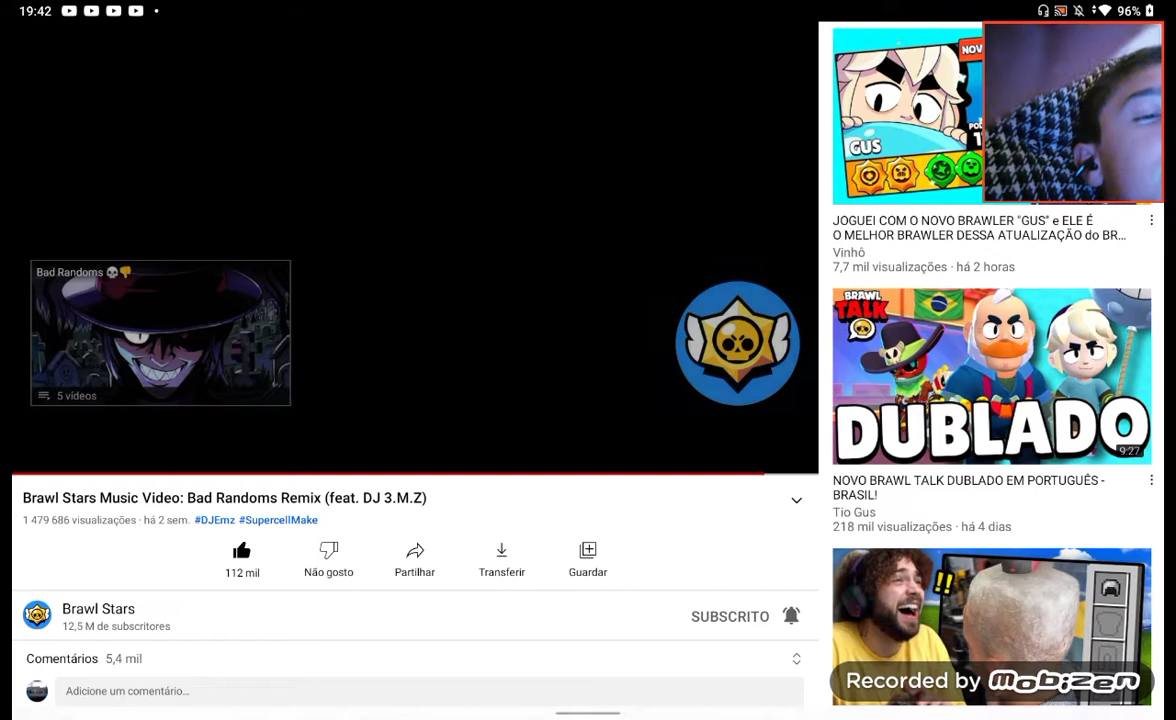 19:42
96%
Bad Randoms 💀👎
5 vídeos
Brawl Stars Music Video: Bad Randoms Remix (feat. DJ 3.M.Z)
1 479 686 visualizações · há 2 sem. #DJEmz #SupercellMake
112 mil
Não gosto
Partilhar
Transferir
Guardar
Brawl Stars
12,5 M de subscritores
SUBSCRITO
Comentários 5,4 mil
Adicione um comentário...
GUS
JOGUEI COM O NOVO BRAWLER "GUS" e ELE É
O MELHOR BRAWLER DESSA ATUALIZAÇÃO do BR...
Vinhô
7,7 mil visualizações · há 2 horas
BRAWL
TALK
DUBLADO
9:27
NOVO BRAWL TALK DUBLADO EM PORTUGUÊS -
BRASIL!
Tio Gus
218 mil visualizações · há 4 dias
!!
Recorded by Mobizen